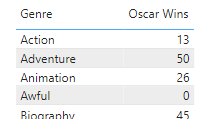 Genre Oscar Wins
Action 13
Adventure 50
Animation 26
Awful 0
Biography 45